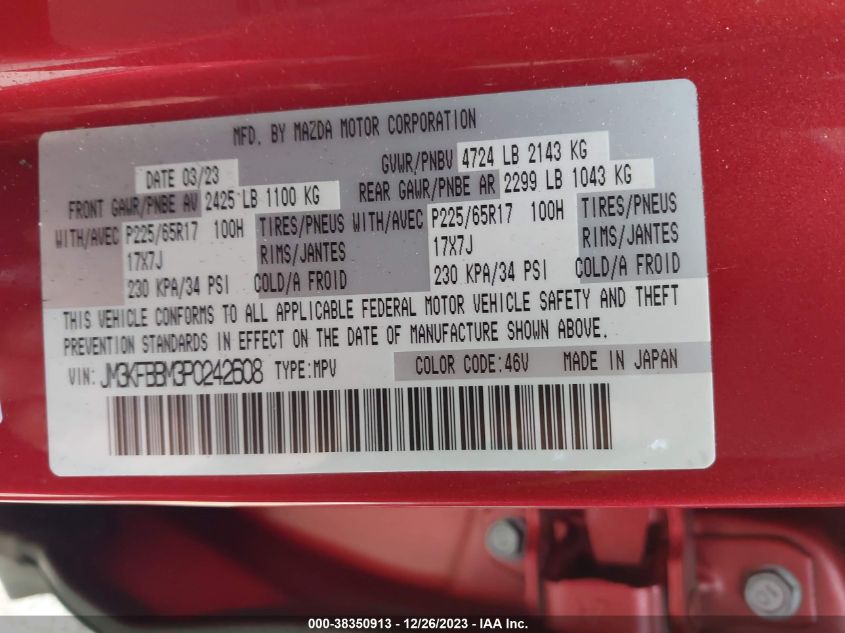 MFD. BY MAZDA MOTOR CORPORATION
DATE 03/23 GVWR/PNBV 4724 LB 2143 KG
FRONT GAWR/PNBE AV 2425 LB 1100 KG REAR GAWR/PNBE AR 2299 LB 1043 KG
WITH/AVEC P225/65R17 100H TIRES/PNEUS WITH/AVEC P225/65R17 100H TIRES/PNEUS
17X7J RIMS/JANTES 17X7J RIMS/JANTES
230 KPA/34 PSI COLD/A FROID 230 KPA/34 PSI COLD/A FROID
THIS VEHICLE CONFORMS TO ALL APPLICABLE FEDERAL MOTOR VEHICLE SAFETY AND THEFT
PREVENTION STANDARDS IN EFFECT ON THE DATE OF MANUFACTURE SHOWN ABOVE.
VIN: JM3KFBBM3P0242608 TYPE:MPV COLOR CODE:46V MADE IN JAPAN
000-38350913 - 12/26/2023 - IAA Inc.